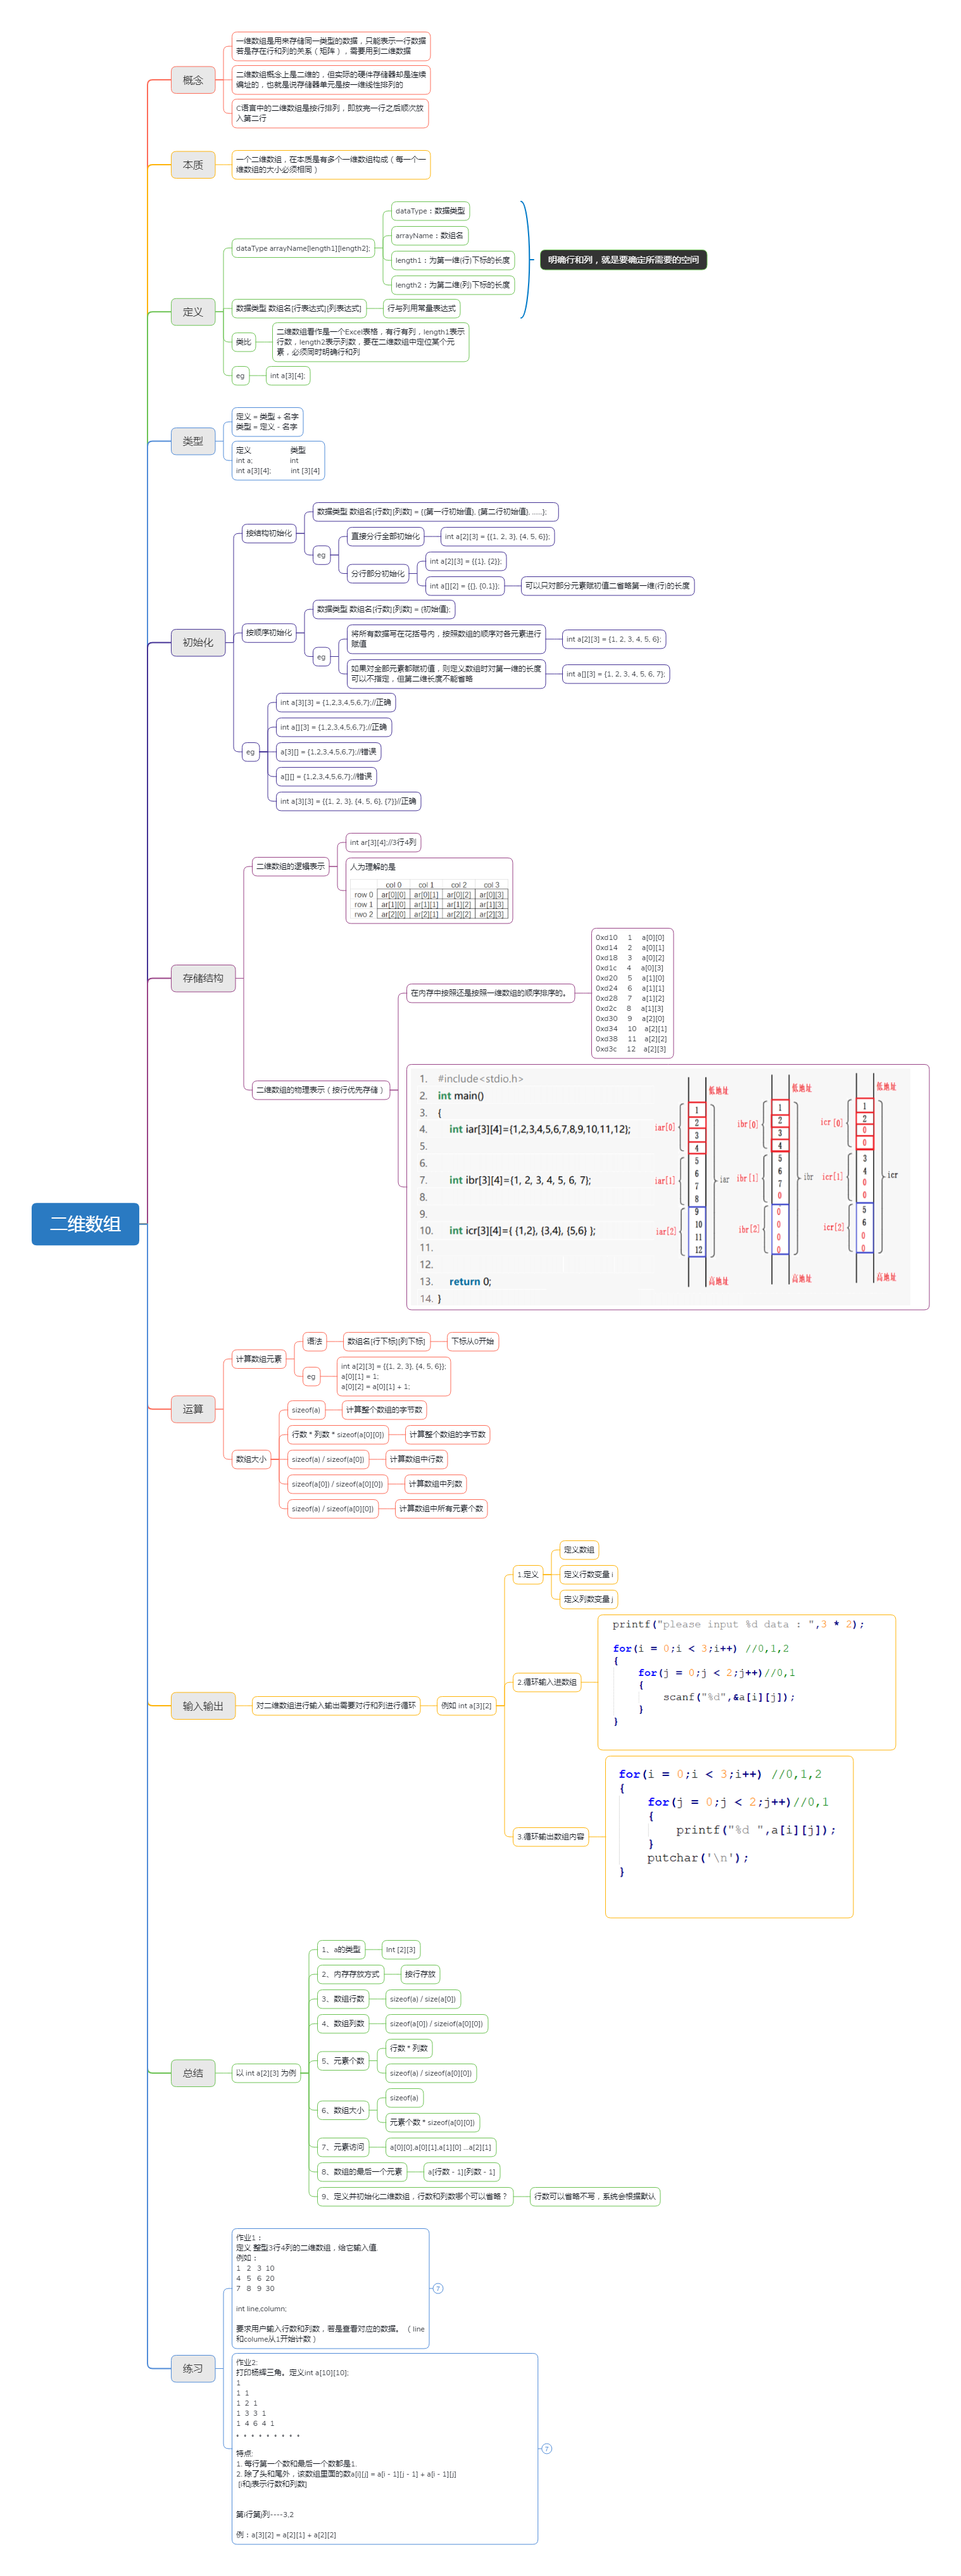 二维数组
概念
一维数组是用来存储同一类型的数据，只能表示一行数据
若是存在行和列的关系（矩阵），需要用到二维数据
二维数组概念上是二维的，但实际的硬件存储器却是连续
编址的，也就是说存储器单元是按一维线性排列的
C语言中的二维数组是按行排列，即放完一行之后顺次放
入第二行
本质
一个二维数组，在本质是有多个一维数组构成（每一个一
维数组的大小必须相同）
定义
dataType arrayName[length1][length2];
dataType：数据类型
arrayName：数组名
length1：为第一维(行)下标的长度
length2：为第二维(列)下标的长度
数据类型 数组名[行表达式][列表达式]
行与列用常量表达式
明确行和列，就是要确定所需要的空间
类比
二维数组看作是一个Excel表格，有行有列，length1表示
行数，length2表示列数，要在二维数组中定位某个元
素，必须同时明确行和列
eg
int a[3][4];
类型
定义 = 类型 + 名字
类型 = 定义 - 名字
定义 类型
int a; int
int a[3][4]; int [3][4]
初始化
按结构初始化
数据类型 数组名[行数][列数] = {{第一行初始值}, {第二行初始值}, ......};
eg
直接分行全部初始化
int a[2][3] = {{1, 2, 3}, {4, 5, 6}};
分行部分初始化
int a[2][3] = {{1}, {2}};
int a[][2] = {{}, {0,1}};
可以只对部分元素赋初值二省略第一维(行)的长度
按顺序初始化
数据类型 数组名[行数][列数] = {初始值};
eg
将所有数据写在花括号内，按照数组的顺序对各元素进行
赋值
int a[2][3] = {1, 2, 3, 4, 5, 6};
如果对全部元素都赋初值，则定义数组时对第一维的长度
可以不指定，但第二维长度不能省略
int a[][3] = {1, 2, 3, 4, 5, 6, 7};
eg
int a[3][3] = {1,2,3,4,5,6,7};//正确
int a[][3] = {1,2,3,4,5,6,7};//正确
a[3][] = {1,2,3,4,5,6,7};//错误
a[][] = {1,2,3,4,5,6,7};//错误
int a[3][3] = {{1, 2, 3}, {4, 5, 6}, {7}}//正确
存储结构
二维数组的逻辑表示
int ar[3][4];//3行4列
人为理解的是
col 0 col 1 col 2 col 3
row 0 ar[0][0] ar[0][1] ar[0][2] ar[0][3]
row 1 ar[1][0] ar[1][1] ar[1][2] ar[1][3]
rwo 2 ar[2][0] ar[2][1] ar[2][2] ar[2][3]
二维数组的物理表示（按行优先存储）
在内存中按照还是按照一维数组的顺序排序的。
0xd10 1 a[0][0]
0xd14 2 a[0][1]
0xd18 3 a[0][2]
0xd1c 4 a[0][3]
0xd20 5 a[1][0]
0xd24 6 a[1][1]
0xd28 7 a[1][2]
0xd2c 8 a[1][3]
0xd30 9 a[2][0]
0xd34 10 a[2][1]
0xd38 11 a[2][2]
0xd3c 12 a[2][3]
1. #include<stdio.h>
2. int main()
3. {
4. int iar[3][4]={1,2,3,4,5,6,7,8,9,10,11,12};
5.
6.
7. int ibr[3][4]={1, 2, 3, 4, 5, 6, 7};
8.
9.
10. int icr[3][4]={ {1,2}, {3,4}, {5,6} };
11.
12.
13. return 0;
14. }
低地址
iar[0]
1
2
3
4
iar[1]
5
6
7
8
iar[2]
9
10
11
12
iar
高地址
低地址
ibr[0]
1
2
3
4
ibr[1]
5
6
7
0
ibr[2]
0
0
0
0
ibr
高地址
低地址
icr[0]
1
2
0
0
icr[1]
3
4
0
0
icr[2]
5
6
0
0
icr
高地址
运算
计算数组元素
语法
数组名[行下标][列下标]
下标从0开始
eg
int a[2][3] = {{1, 2, 3}, {4, 5, 6}};
a[0][1] = 1;
a[0][2] = a[0][1] + 1;
数组大小
sizeof(a)
计算整个数组的字节数
行数 * 列数 * sizeof(a[0][0])
计算整个数组的字节数
sizeof(a) / sizeof(a[0])
计算数组中行数
sizeof(a[0]) / sizeof(a[0][0])
计算数组中列数
sizeof(a) / sizeof(a[0][0])
计算数组中所有元素个数
输入输出
对二维数组进行输入输出需要对行和列进行循环
例如 int a[3][2]
1.定义
定义数组
定义行数变量 i
定义列数变量 j
2.循环输入进数组
printf("please input %d data : ",3 * 2);
for(i = 0;i < 3;i++) //0,1,2
{
for(j = 0;j < 2;j++)//0,1
{
scanf("%d",&a[i][j]);
}
}
3.循环输出数组内容
for(i = 0;i < 3;i++) //0,1,2
{
for(j = 0;j < 2;j++)//0,1
{
printf("%d ",a[i][j]);
}
putchar('\n');
}
总结
以 int a[2][3] 为例
1、a的类型
Int [2][3]
2、内存存放方式
按行存放
3、数组行数
sizeof(a) / size(a[0])
4、数组列数
sizeof(a[0]) / sizeiof(a[0][0])
5、元素个数
行数 * 列数
sizeof(a) / sizeof(a[0][0])
6、数组大小
sizeof(a)
元素个数 * sizeof(a[0][0])
7、元素访问
a[0][0],a[0][1],a[1][0] ...a[2][1]
8、数组的最后一个元素
a[行数 - 1][列数 - 1]
9、定义并初始化二维数组，行数和列数哪个可以省略？
行数可以省略不写，系统会根据默认
练习
作业1：
定义 整型3行4列的二维数组，给它输入值.
例如：
1 2 3 10
4 5 6 20
7 8 9 30
int line,column;
要求用户输入行数和列数，若是查看对应的数据。（line
和colume从1开始计数）
7
作业2:
打印杨辉三角。定义int a[10][10];
1
1 1
1 2 1
1 3 3 1
1 4 6 4 1
。。。。。。。。。
特点:
1. 每行第一个数和最后一个数都是1.
2. 除了头和尾外，该数组里面的数a[i][j] = a[i - 1][j - 1] + a[i - 1][j]
[i和j表示行数和列数]
第i行第j列----3,2
例：a[3][2] = a[2][1] + a[2][2]
7